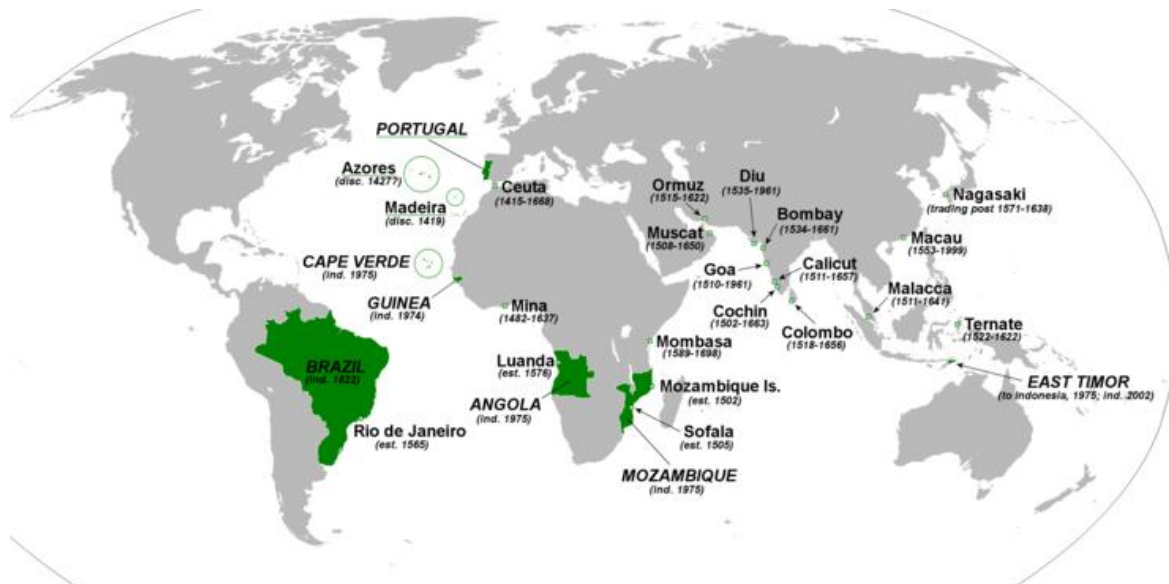 PORTUGAL
Azores
(disc. 1427?)
Madeira
(disc. 1419)
Ceuta
(1415-1668)
CAPE VERDE
(ind. 1975)
GUINEA
(ind. 1974)
Mina
(1482-1637)
BRAZIL
(ind. 1822)
Rio de Janeiro
(est. 1565)
Luanda
(est. 1576)
ANGOLA
(ind. 1975)
Ormuz
(1515-1622)
Muscat
(1508-1650)
Diu
(1535-1961)
Bombay
(1534-1661)
Goa
(1510-1961)
Calicut
(1511-1657)
Cochin
(1502-1663)
Colombo
(1518-1656)
Mombasa
(1589-1698)
Mozambique Is.
(est. 1502)
Sofala
(est. 1505)
MOZAMBIQUE
(ind. 1975)
Nagasaki
(trading post 1571-1638)
Macau
(1553-1999)
Malacca
(1511-1641)
Ternate
(1522-1622)
EAST TIMOR
(to Indonesia, 1975; ind. 2002)